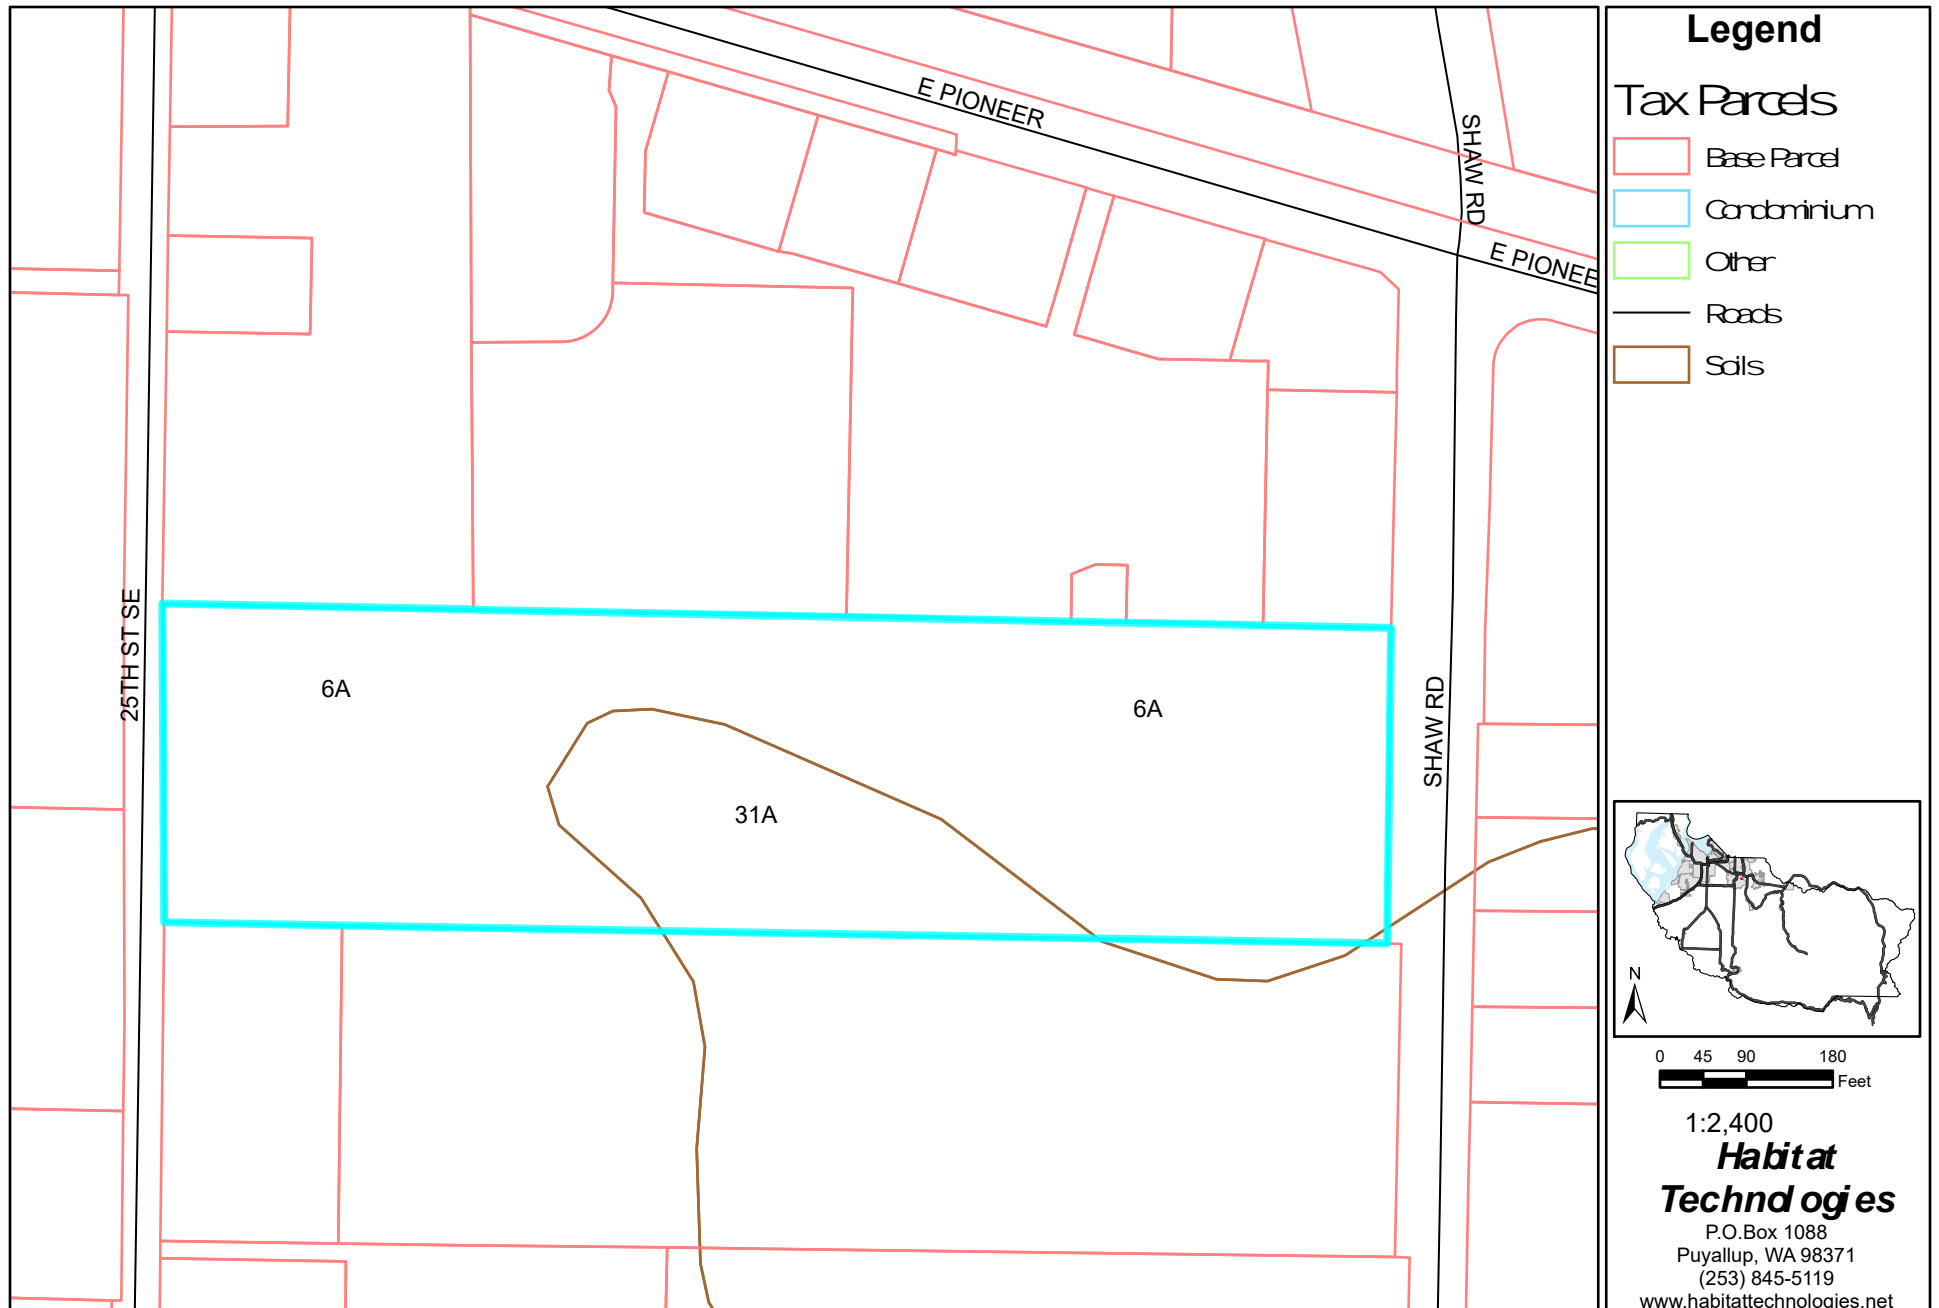 E PIONEER
SHAW RD
E PIONEE
25TH ST SE
6A
6A
SHAW RD
31A
Legend
Tax Parcels
Base Parcel
Condominium
Other
Roads
Soils
N
0 45 90 180
Feet
1:2,400
Habitat
Technologies
P.O.Box 1088
Puyallup, WA 98371
(253) 845-5119
www.habitattechnologies.net